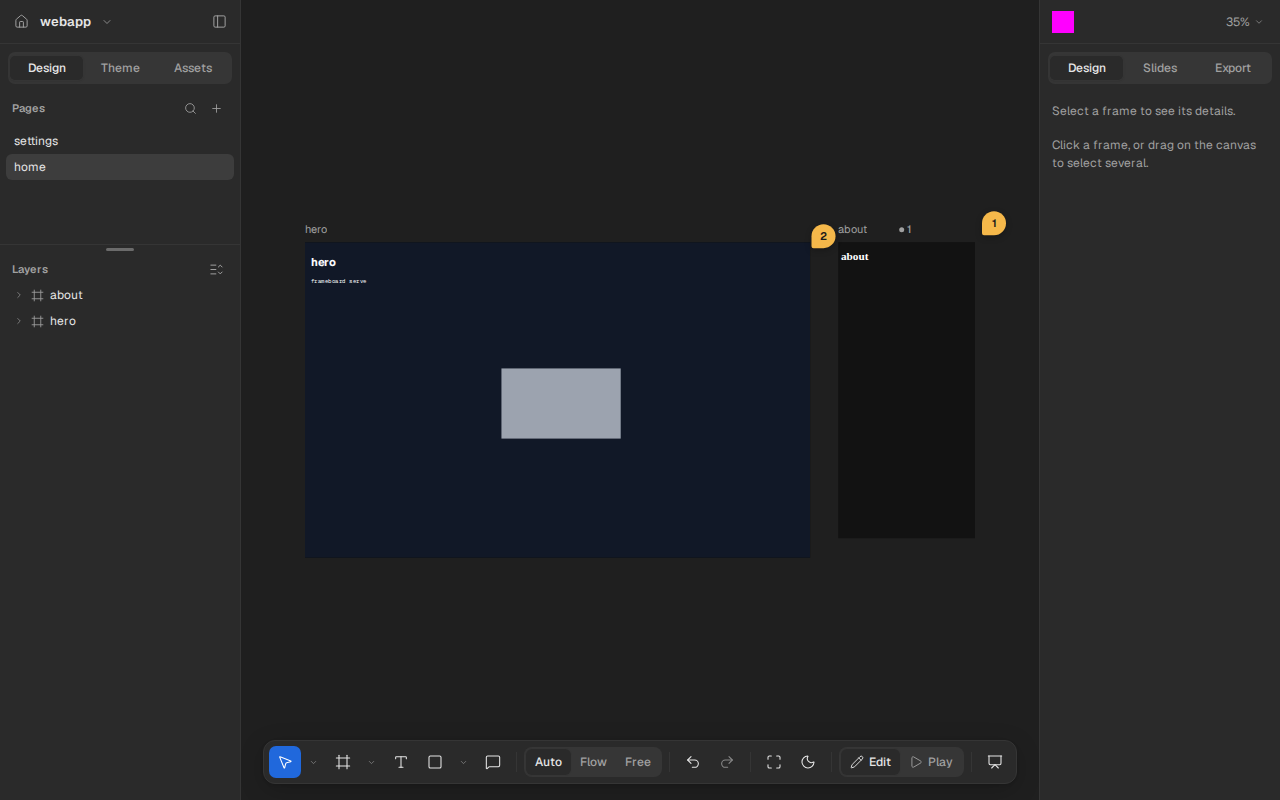 webapp
Design Theme Assets
Pages
settings
home
Layers
about
hero
hero
2
about
1
1
hero
frameboard serve
about
Auto Flow Free
Edit
Play
35%
Design Slides Export
Select a frame to see its details.
Click a frame, or drag on the canvas
to select several.